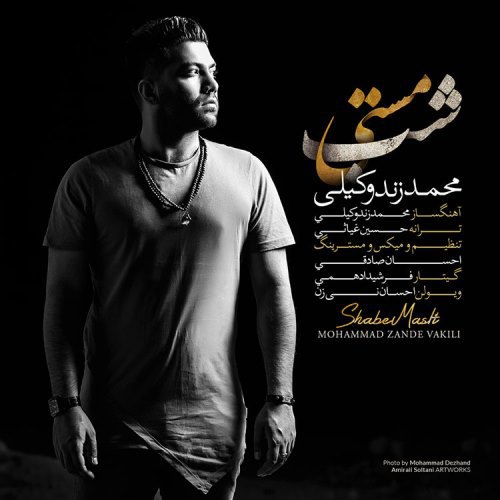 شب مستی
محمد زند وکیلی
آهنگساز محمد زند وکیلی
ترانه حسین غیاثی
تنظیم و میکس و مسترینگ
احسان صادقی
گیتار فرشید ادهمی
ویولن احسان نی زن
Shabe Masti
MOHAMMAD ZANDE VAKILI
Photo by Mohammad Dezhand
Amirali Soltani ARTWORKS